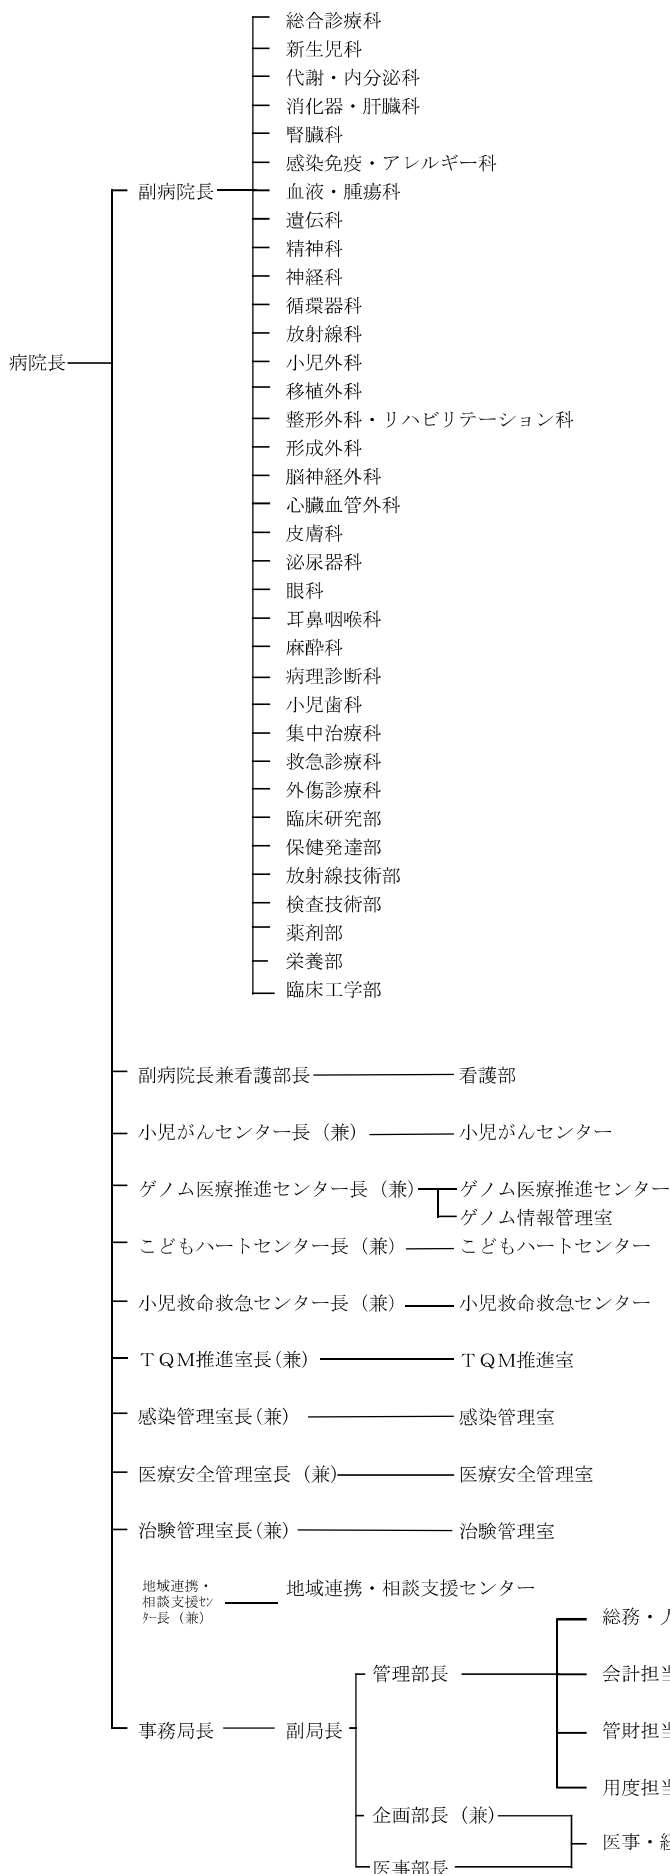 総合診療科
新生児科
代謝・内分泌科
消化器・肝臓科
腎臓科
感染免疫・アレルギー科
副病院長
血液・腫瘍科
遺伝科
精神科
神経科
循環器科
放射線科
病院長
小児外科
移植外科
整形外科・リハビリテーション科
形成外科
脳神経外科
心臓血管外科
皮膚科
泌尿器科
眼科
耳鼻咽喉科
麻酔科
病理診断科
小児歯科
集中治療科
救急診療科
外傷診療科
臨床研究部
保健発達部
放射線技術部
検査技術部
薬剤部
栄養部
臨床工学部
副病院長兼看護部長
看護部
小児がんセンター長（兼）
小児がんセンター
ゲノム医療推進センター長（兼）
ゲノム医療推進センター
ゲノム情報管理室
こどもハートセンター長（兼）
こどもハートセンター
小児救命救急センター長（兼）
小児救命救急センター
ＴＱＭ推進室長(兼）
ＴＱＭ推進室
感染管理室長(兼）
感染管理室
医療安全管理室長（兼）
医療安全管理室
治験管理室長(兼）
治験管理室
地域連携・
相談支援ｾﾝ
ﾀｰ長（兼）
地域連携・相談支援センター
総務・
管理部長
会計担
事務局長
副局長
管財担
用度担
企画部長（兼）
医事・
医事部長